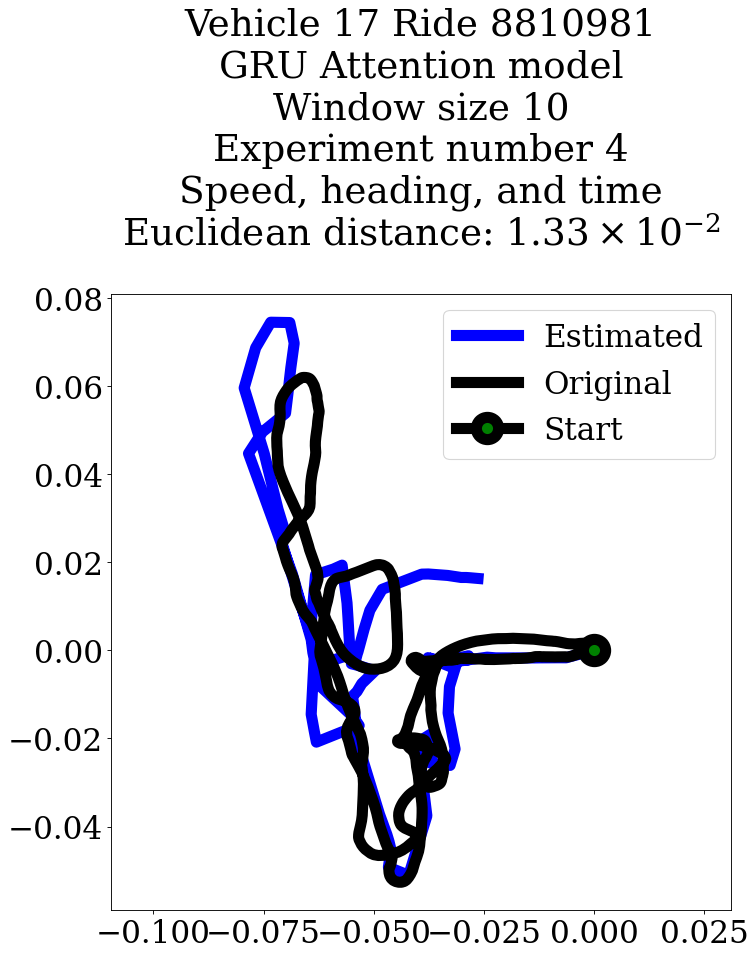 Vehicle 17 Ride 8810981
GRU Attention model
Window size 10
Experiment number 4
Speed, heading, and time
Euclidean distance: 1.33 × 10⁻²
0.08
Estimated
0.06
Original
Start
0.04
0.02
0.00
−0.02
−0.04
−0.100 −0.075 −0.050 −0.025 0.000 0.025